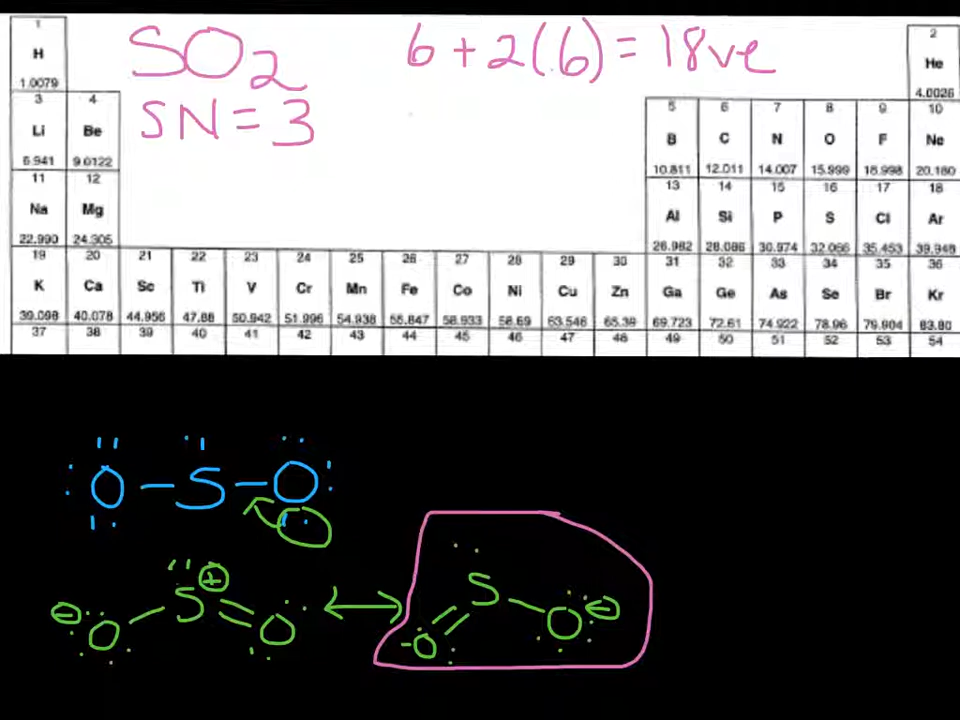 1 2
H SO₂ 6 + 2(6) = 18ve He
1.0079 4.0026
SN = 3
3 4 5 6 7 8 9 10
Li Be B C N O F Ne
6.941 9.0122 10.811 12.011 14.007 15.999 18.998 20.180
11 12 13 14 15 16 17 18
Na Mg Al Si P S Cl Ar
22.990 24.305 26.982 28.086 30.974 32.066 35.453 39.948
19 20 21 22 23 24 25 26 27 28 29 30 31 32 33 34 35 36
K Ca Sc Ti V Cr Mn Fe Co Ni Cu Zn Ga Ge As Se Br Kr
39.098 40.078 44.956 47.88 50.942 51.996 54.938 55.847 58.933 58.69 63.546 65.39 69.723 72.61 74.922 78.96 79.904 83.80
37 38 39 40 41 42 43 44 45 46 47 48 49 50 51 52 53 54
O — S — O
⊖ O — S ⊕ = O ↔ O = S — O ⊖